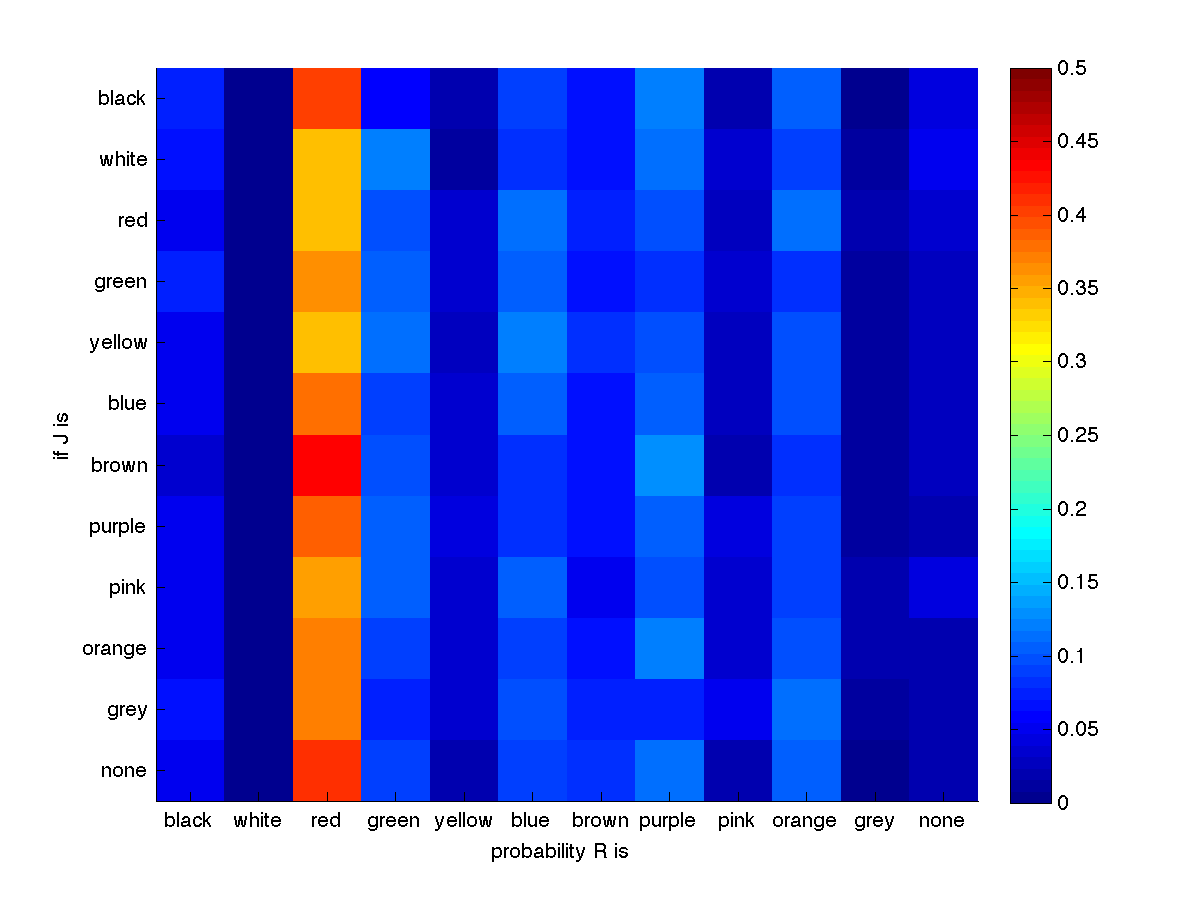 if J is
black
white
red
green
yellow
blue
brown
purple
pink
orange
grey
none
black white red green yellow blue brown purple pink orange grey none
probability R is
0.5
0.45
0.4
0.35
0.3
0.25
0.2
0.15
0.1
0.05
0